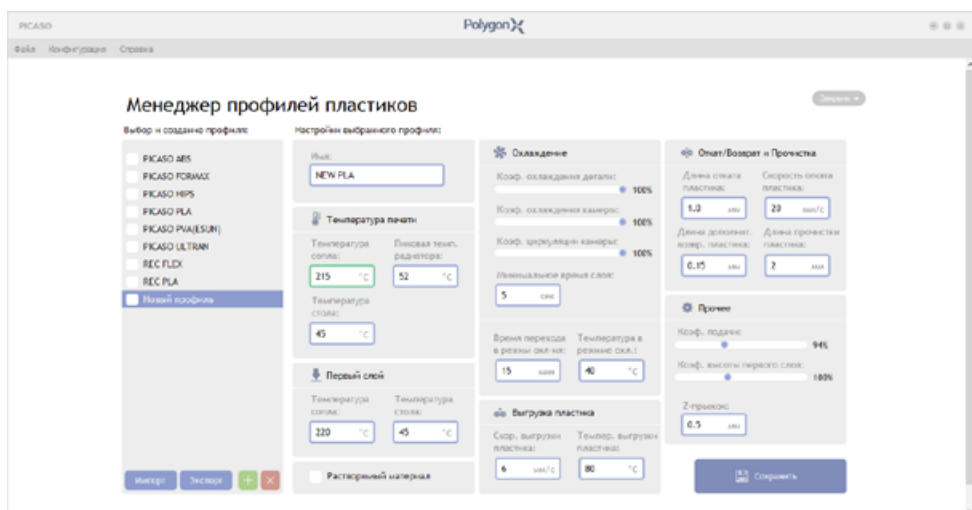 PICASO
Polygon X
Файл Конфигурация Справка
Менеджер профилей пластиков
Закрыть
Выбор и создание профиля:
PICASO ABS
PICASO FORMAX
PICASO HIPS
PICASO PLA
PICASO PVA(ESUN)
PICASO ULTRAN
REC FLEX
REC PLA
Новый профиль
Импорт Экспорт + ×
Настройки выбранного профиля:
Имя:
NEW PLA
Температура печати
Температура Пиковая темп.
сопла: радиатора:
215 °C 52 °C
Температура
стола:
45 °C
Первый слой
Температура Температура
сопла: стола:
220 °C 45 °C
Растворимый материал
Охлаждение
Коэф. охлаждения детали:
100%
Коэф. охлаждения камеры:
100%
Коэф. циркуляции камеры:
100%
Минимальное время слоя:
5 сек
Время перехода Температура в
в режим охл-ия: режиме охл.:
15 мин 40 °C
Выгрузка пластика
Скор. выгрузки Темпер. выгрузки
пластика: пластика:
6 мм/с 80 °C
Откат/Возврат и Прочистка
Длина отката Скорость отката
пластика: пластика:
1.0 мм 20 мм/с
Длина дополнит. Длина прочистки
возвр. пластика: пластика:
0.15 мм 2 мм
Прочее
Коэф. подачи:
94%
Коэф. высоты первого слоя:
100%
Z-прыжок:
0.5 мм
Сохранить